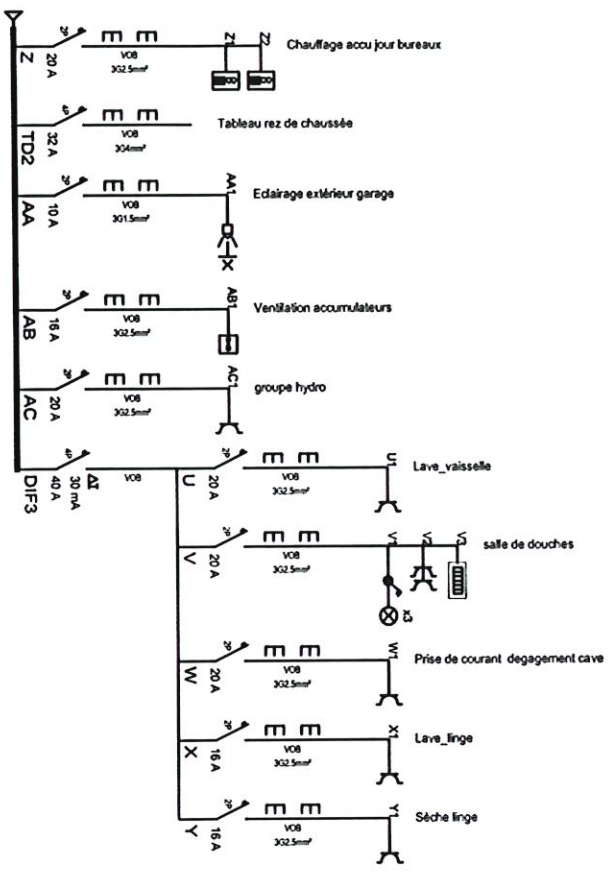 Z 2P 20 A VOB 3G2.5mm² Z1 Z2 Chauffage accu jour bureaux
TD2 4P 32 A VOB 3G4mm² Tableau rez de chaussée
AA 2P 10 A VOB 3G1.5mm² AA1 Eclairage extérieur garage
AB 2P 16 A VOB 3G2.5mm² AB1 Ventilation accumulateurs
AC 2P 20 A VOB 3G2.5mm² AC1 groupe hydro
DIF3 4P 40 A 30 mA ΔI VOB
U 2P 20 A VOB 3G2.5mm² U1 Lave_vaisselle
V 2P 20 A VOB 3G2.5mm² V1 V2 V3 salle de douches
x3
W 2P 20 A VOB 3G2.5mm² W1 Prise de courant degagement cave
X 2P 16 A VOB 3G2.5mm² X1 Lave_linge
Y 2P 16 A VOB 3G2.5mm² Y1 Sèche linge